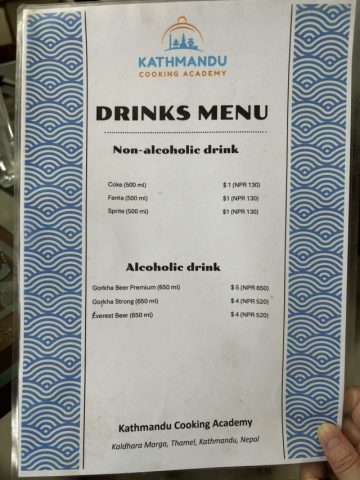 KATHMANDU
COOKING ACADEMY
DRINKS MENU
Non-alcoholic drink
Coke (500 ml) $ 1 (NPR 130)
Fanta (500 ml) $1 (NPR 130)
Sprite (500 ml) $1 (NPR 130)
Alcoholic drink
Gorkha Beer Premium (650 ml) $ 5 (NPR 650)
Gorkha Strong (650 ml) $ 4 (NPR 520)
Everest Beer (650 ml) $ 4 (NPR 520)
Kathmandu Cooking Academy
Kaldhara Marga, Thamel, Kathmandu, Nepal